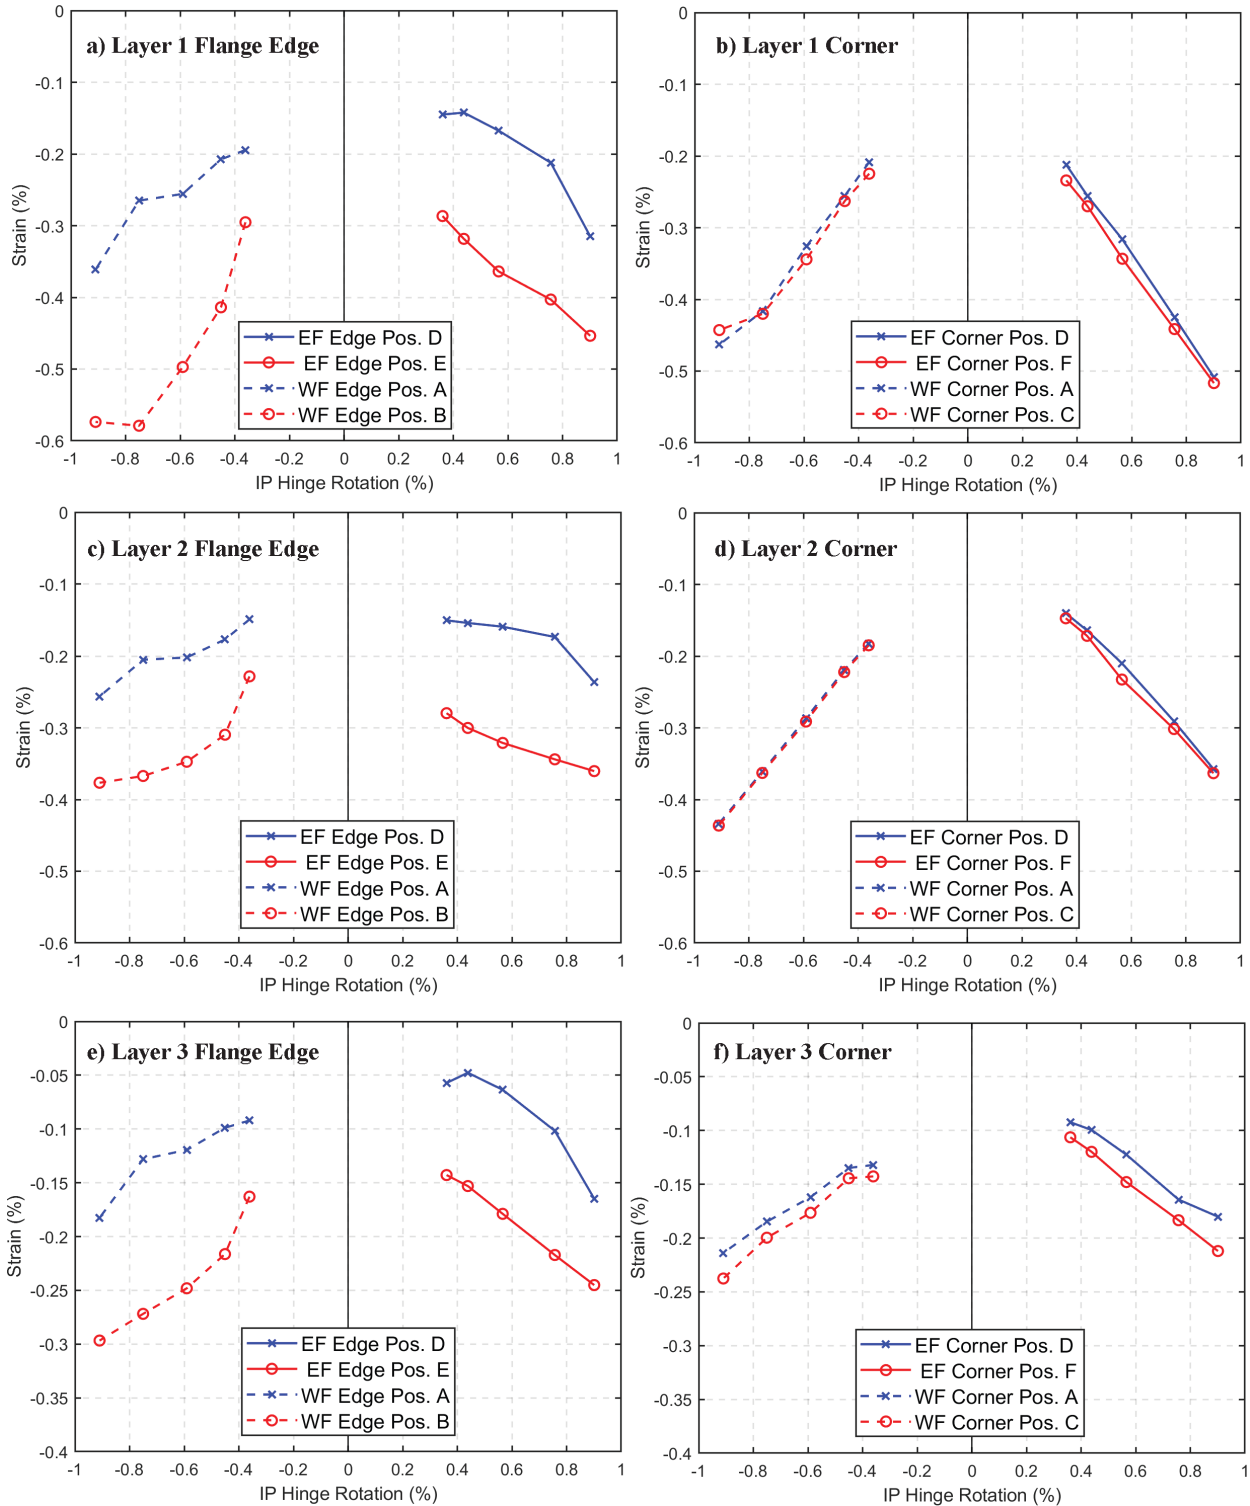 a) Layer 1 Flange Edge
0
-0.1
-0.2
-0.3
-0.4
-0.5
-0.6
Strain (%)
EF Edge Pos. D
EF Edge Pos. E
WF Edge Pos. A
WF Edge Pos. B
-1 -0.8 -0.6 -0.4 -0.2 0 0.2 0.4 0.6 0.8 1
IP Hinge Rotation (%)
b) Layer 1 Corner
0
-0.1
-0.2
-0.3
-0.4
-0.5
-0.6
Strain (%)
EF Corner Pos. D
EF Corner Pos. F
WF Corner Pos. A
WF Corner Pos. C
-1 -0.8 -0.6 -0.4 -0.2 0 0.2 0.4 0.6 0.8 1
IP Hinge Rotation (%)
c) Layer 2 Flange Edge
0
-0.1
-0.2
-0.3
-0.4
-0.5
-0.6
Strain (%)
EF Edge Pos. D
EF Edge Pos. E
WF Edge Pos. A
WF Edge Pos. B
-1 -0.8 -0.6 -0.4 -0.2 0 0.2 0.4 0.6 0.8 1
IP Hinge Rotation (%)
d) Layer 2 Corner
0
-0.1
-0.2
-0.3
-0.4
-0.5
-0.6
Strain (%)
EF Corner Pos. D
EF Corner Pos. F
WF Corner Pos. A
WF Corner Pos. C
-1 -0.8 -0.6 -0.4 -0.2 0 0.2 0.4 0.6 0.8 1
IP Hinge Rotation (%)
e) Layer 3 Flange Edge
0
-0.05
-0.1
-0.15
-0.2
-0.25
-0.3
-0.35
-0.4
Strain (%)
EF Edge Pos. D
EF Edge Pos. E
WF Edge Pos. A
WF Edge Pos. B
-1 -0.8 -0.6 -0.4 -0.2 0 0.2 0.4 0.6 0.8 1
IP Hinge Rotation (%)
f) Layer 3 Corner
0
-0.05
-0.1
-0.15
-0.2
-0.25
-0.3
-0.35
-0.4
Strain (%)
EF Corner Pos. D
EF Corner Pos. F
WF Corner Pos. A
WF Corner Pos. C
-1 -0.8 -0.6 -0.4 -0.2 0 0.2 0.4 0.6 0.8 1
IP Hinge Rotation (%)